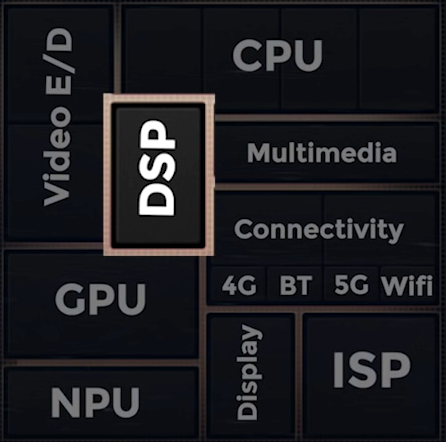 Video E/D
CPU
DSP
Multimedia
Connectivity
4G BT 5G Wifi
GPU
Display
ISP
NPU